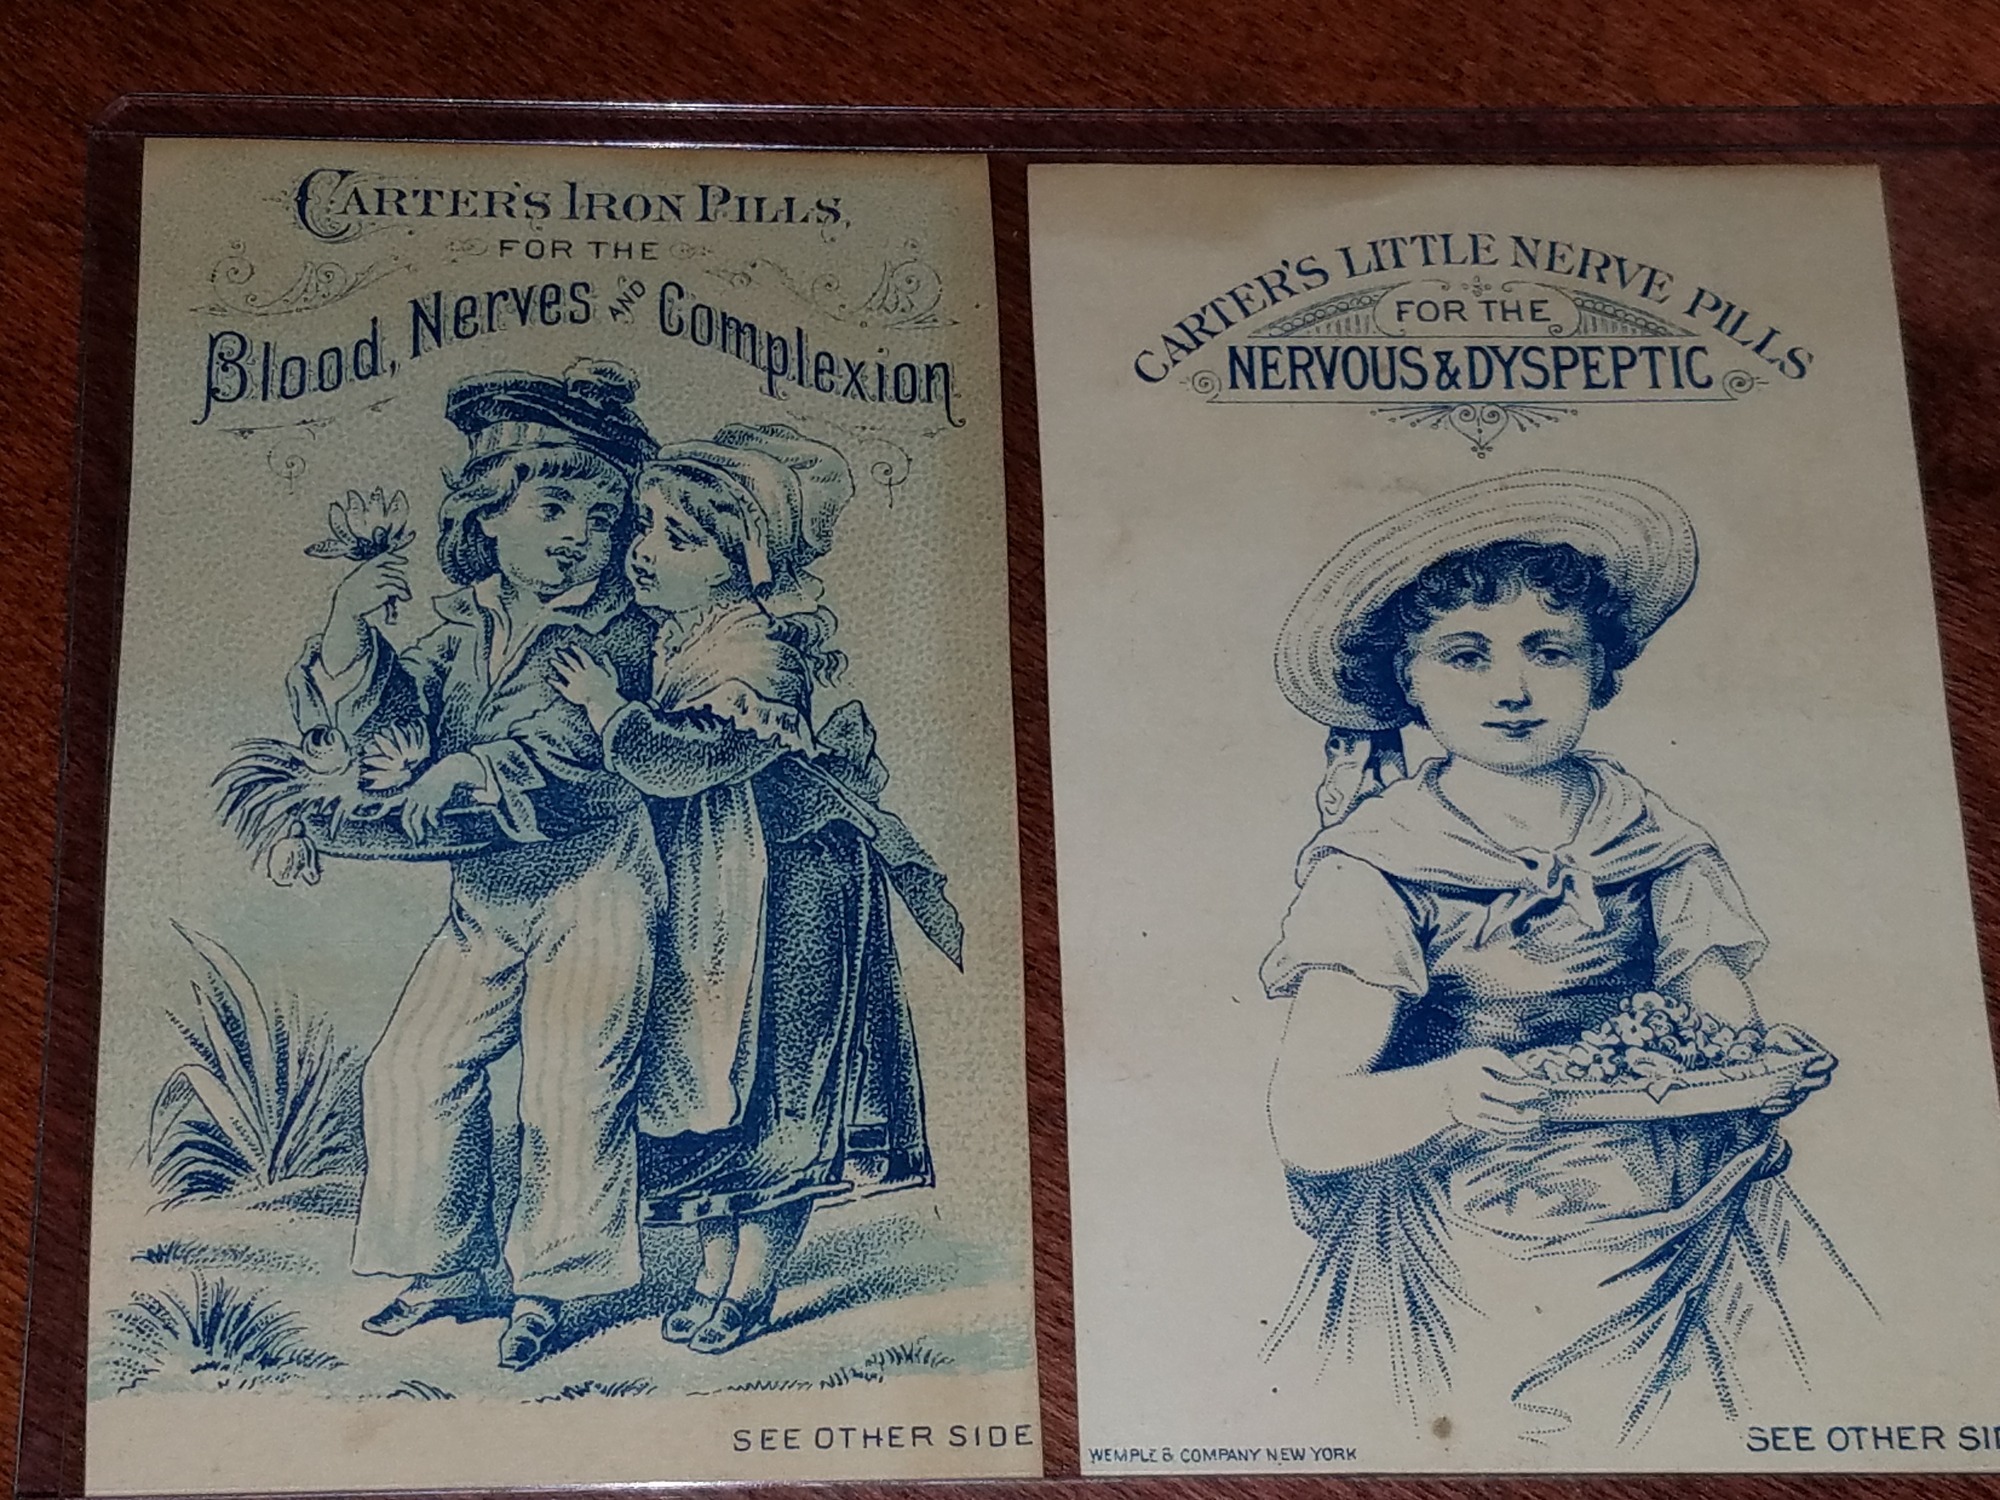 CARTER'S IRON PILLS,
FOR THE
Blood, Nerves AND Complexion
SEE OTHER SIDE
CARTER'S LITTLE NERVE PILLS
FOR THE
NERVOUS & DYSPEPTIC
WEMPLE & COMPANY NEW YORK
SEE OTHER SID